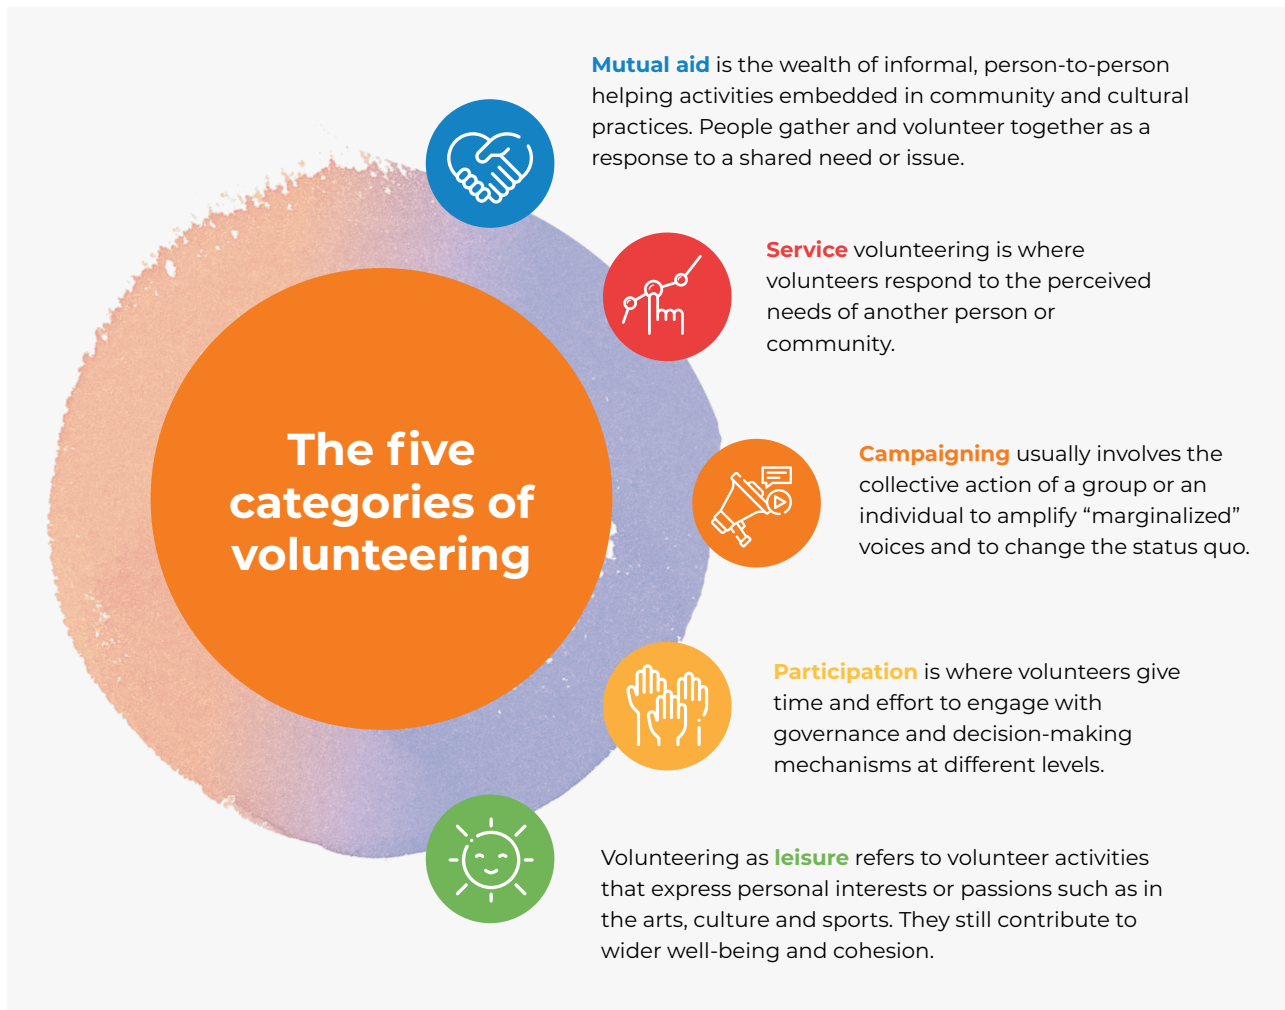 Mutual aid is the wealth of informal, person-to-person
helping activities embedded in community and cultural
practices. People gather and volunteer together as a
response to a shared need or issue.
Service volunteering is where
volunteers respond to the perceived
needs of another person or
community.
The five
categories of
volunteering
Campaigning usually involves the
collective action of a group or an
individual to amplify “marginalized”
voices and to change the status quo.
Participation is where volunteers give
time and effort to engage with
governance and decision-making
mechanisms at different levels.
Volunteering as leisure refers to volunteer activities
that express personal interests or passions such as in
the arts, culture and sports. They still contribute to
wider well-being and cohesion.